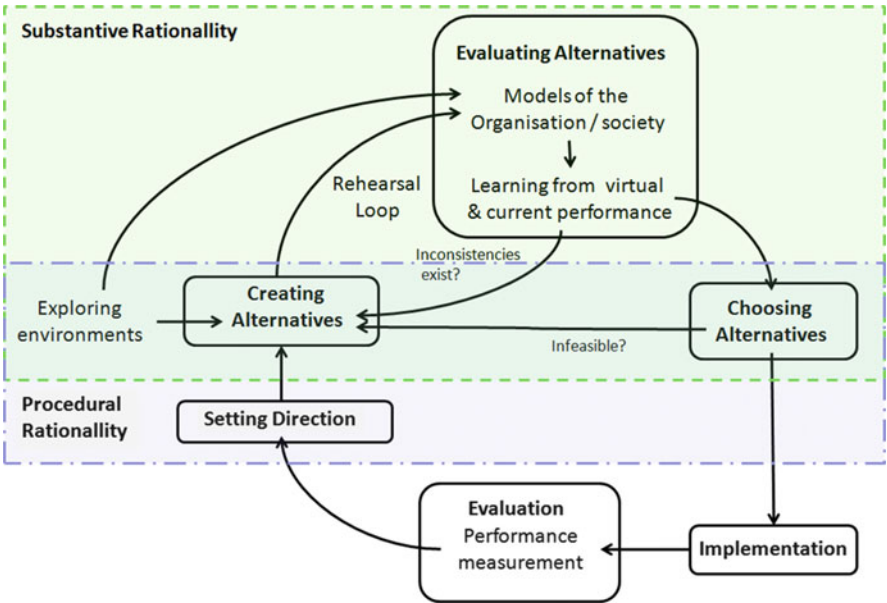 Substantive Rationallity
Evaluating Alternatives
Models of the
Organisation / society
Learning from virtual
& current performance
Rehearsal
Loop
Inconsistencies
exist?
Exploring
environments
Creating
Alternatives
Choosing
Alternatives
Infeasible?
Procedural
Rationallity
Setting Direction
Evaluation
Performance
measurement
Implementation